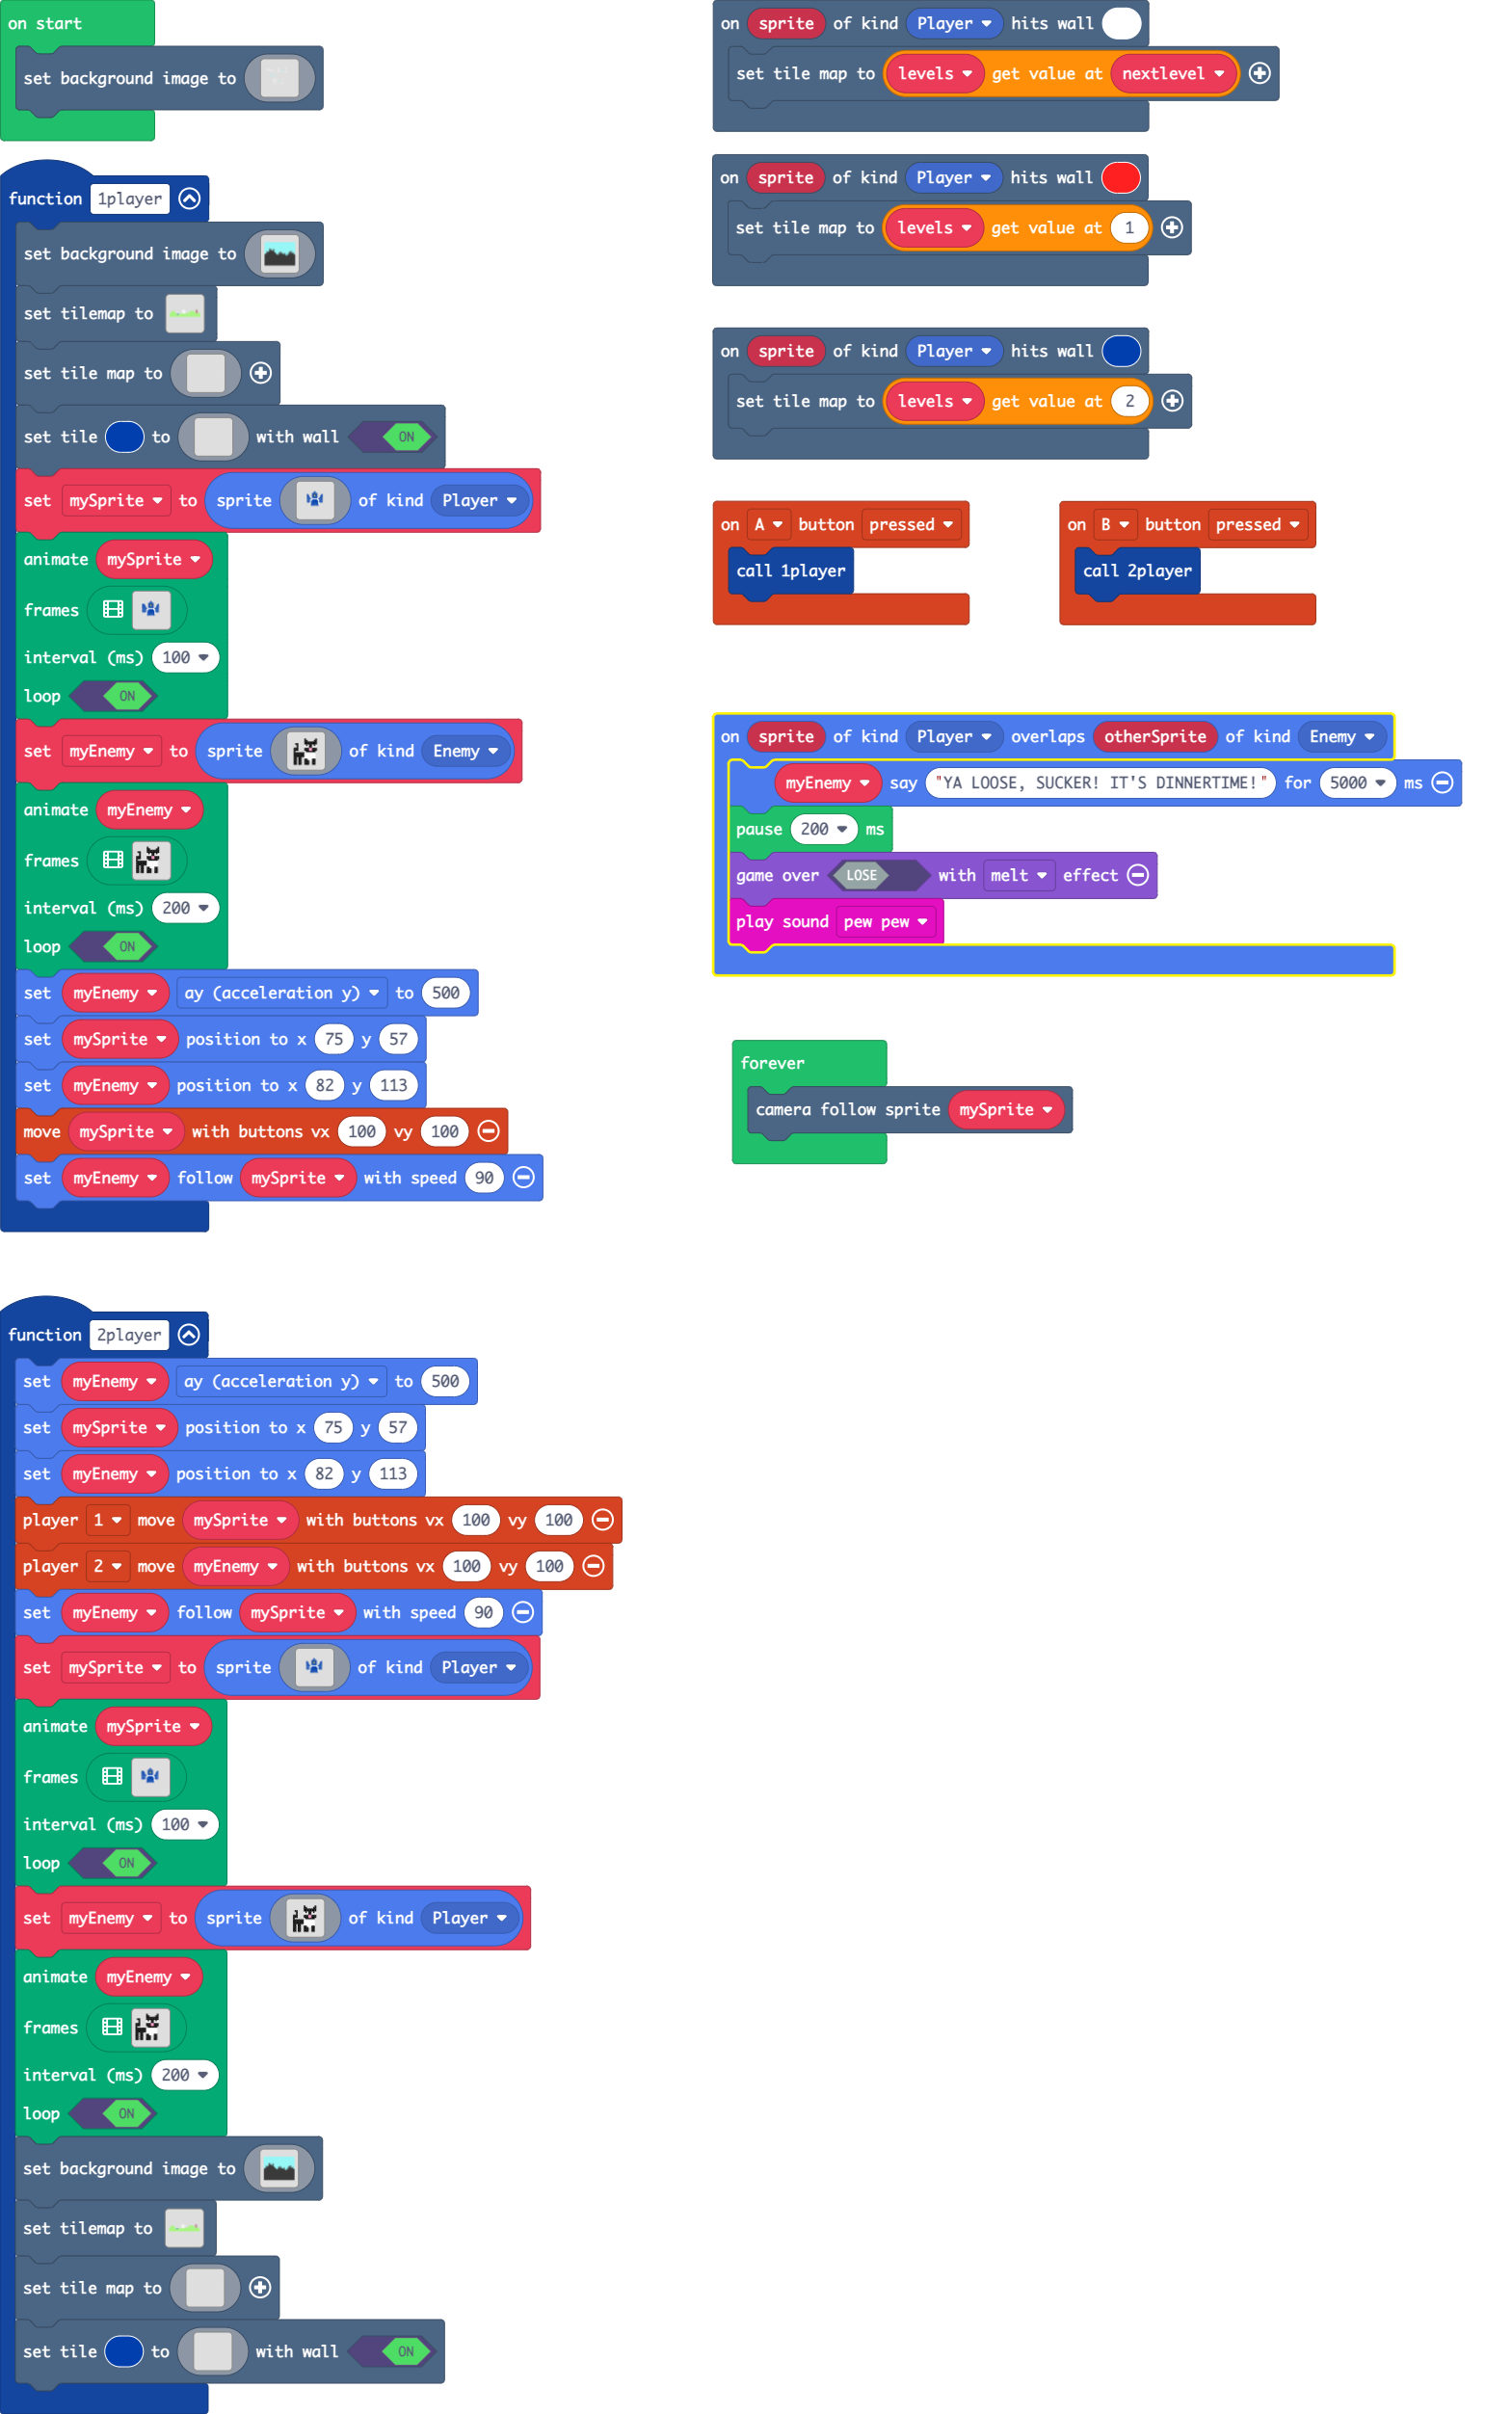 on start
set background image to
function 1player
set background image to
set tilemap to
set tile map to
set tile to with wall ON
set mySprite to sprite of kind Player
animate mySprite
frames
interval (ms) 100
loop ON
set myEnemy to sprite of kind Enemy
animate myEnemy
frames
interval (ms) 200
loop ON
set myEnemy ay (acceleration y) to 500
set mySprite position to x 75 y 57
set myEnemy position to x 82 y 113
move mySprite with buttons vx 100 vy 100
set myEnemy follow mySprite with speed 90
function 2player
set myEnemy ay (acceleration y) to 500
set mySprite position to x 75 y 57
set myEnemy position to x 82 y 113
player 1 move mySprite with buttons vx 100 vy 100
player 2 move myEnemy with buttons vx 100 vy 100
set myEnemy follow mySprite with speed 90
set mySprite to sprite of kind Player
animate mySprite
frames
interval (ms) 100
loop ON
set myEnemy to sprite of kind Player
animate myEnemy
frames
interval (ms) 200
loop ON
set background image to
set tilemap to
set tile map to
set tile to with wall ON
on sprite of kind Player hits wall
set tile map to levels get value at nextlevel
on sprite of kind Player hits wall
set tile map to levels get value at 1
on sprite of kind Player hits wall
set tile map to levels get value at 2
on A button pressed
call 1player
on B button pressed
call 2player
on sprite of kind Player overlaps otherSprite of kind Enemy
myEnemy say "YA LOOSE, SUCKER! IT'S DINNERTIME!" for 5000 ms
pause 200 ms
game over LOSE with melt effect
play sound pew pew
forever
camera follow sprite mySprite